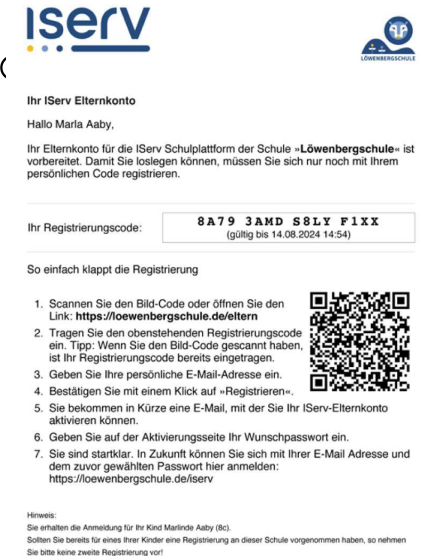 IServ
LÖWENBERGSCHULE
Ihr IServ Elternkonto
Hallo Marla Aaby,
Ihr Elternkonto für die IServ Schulplattform der Schule »Löwenbergschule« ist
vorbereitet. Damit Sie loslegen können, müssen Sie sich nur noch mit Ihrem
persönlichen Code registrieren.
Ihr Registrierungscode:
8A79 3AMD S8LY F1XX
(gültig bis 14.08.2024 14:54)
So einfach klappt die Registrierung
1. Scannen Sie den Bild-Code oder öffnen Sie den
Link: https://loewenbergschule.de/eltern
2. Tragen Sie den obenstehenden Registrierungscode
ein. Tipp: Wenn Sie den Bild-Code gescannt haben,
ist Ihr Registrierungscode bereits eingetragen.
3. Geben Sie Ihre persönliche E-Mail-Adresse ein.
4. Bestätigen Sie mit einem Klick auf »Registrieren«.
5. Sie bekommen in Kürze eine E-Mail, mit der Sie Ihr IServ-Elternkonto
aktivieren können.
6. Geben Sie auf der Aktivierungsseite Ihr Wunschpasswort ein.
7. Sie sind startklar. In Zukunft können Sie sich mit Ihrer E-Mail Adresse und
dem zuvor gewählten Passwort hier anmelden:
https://loewenbergschule.de/iserv
Hinweis:
Sie erhalten die Anmeldung für Ihr Kind Marlinde Aaby (8c).
Sollten Sie bereits für eines Ihrer Kinder eine Registrierung an dieser Schule vorgenommen haben, so nehmen
Sie bitte keine zweite Registrierung vor!